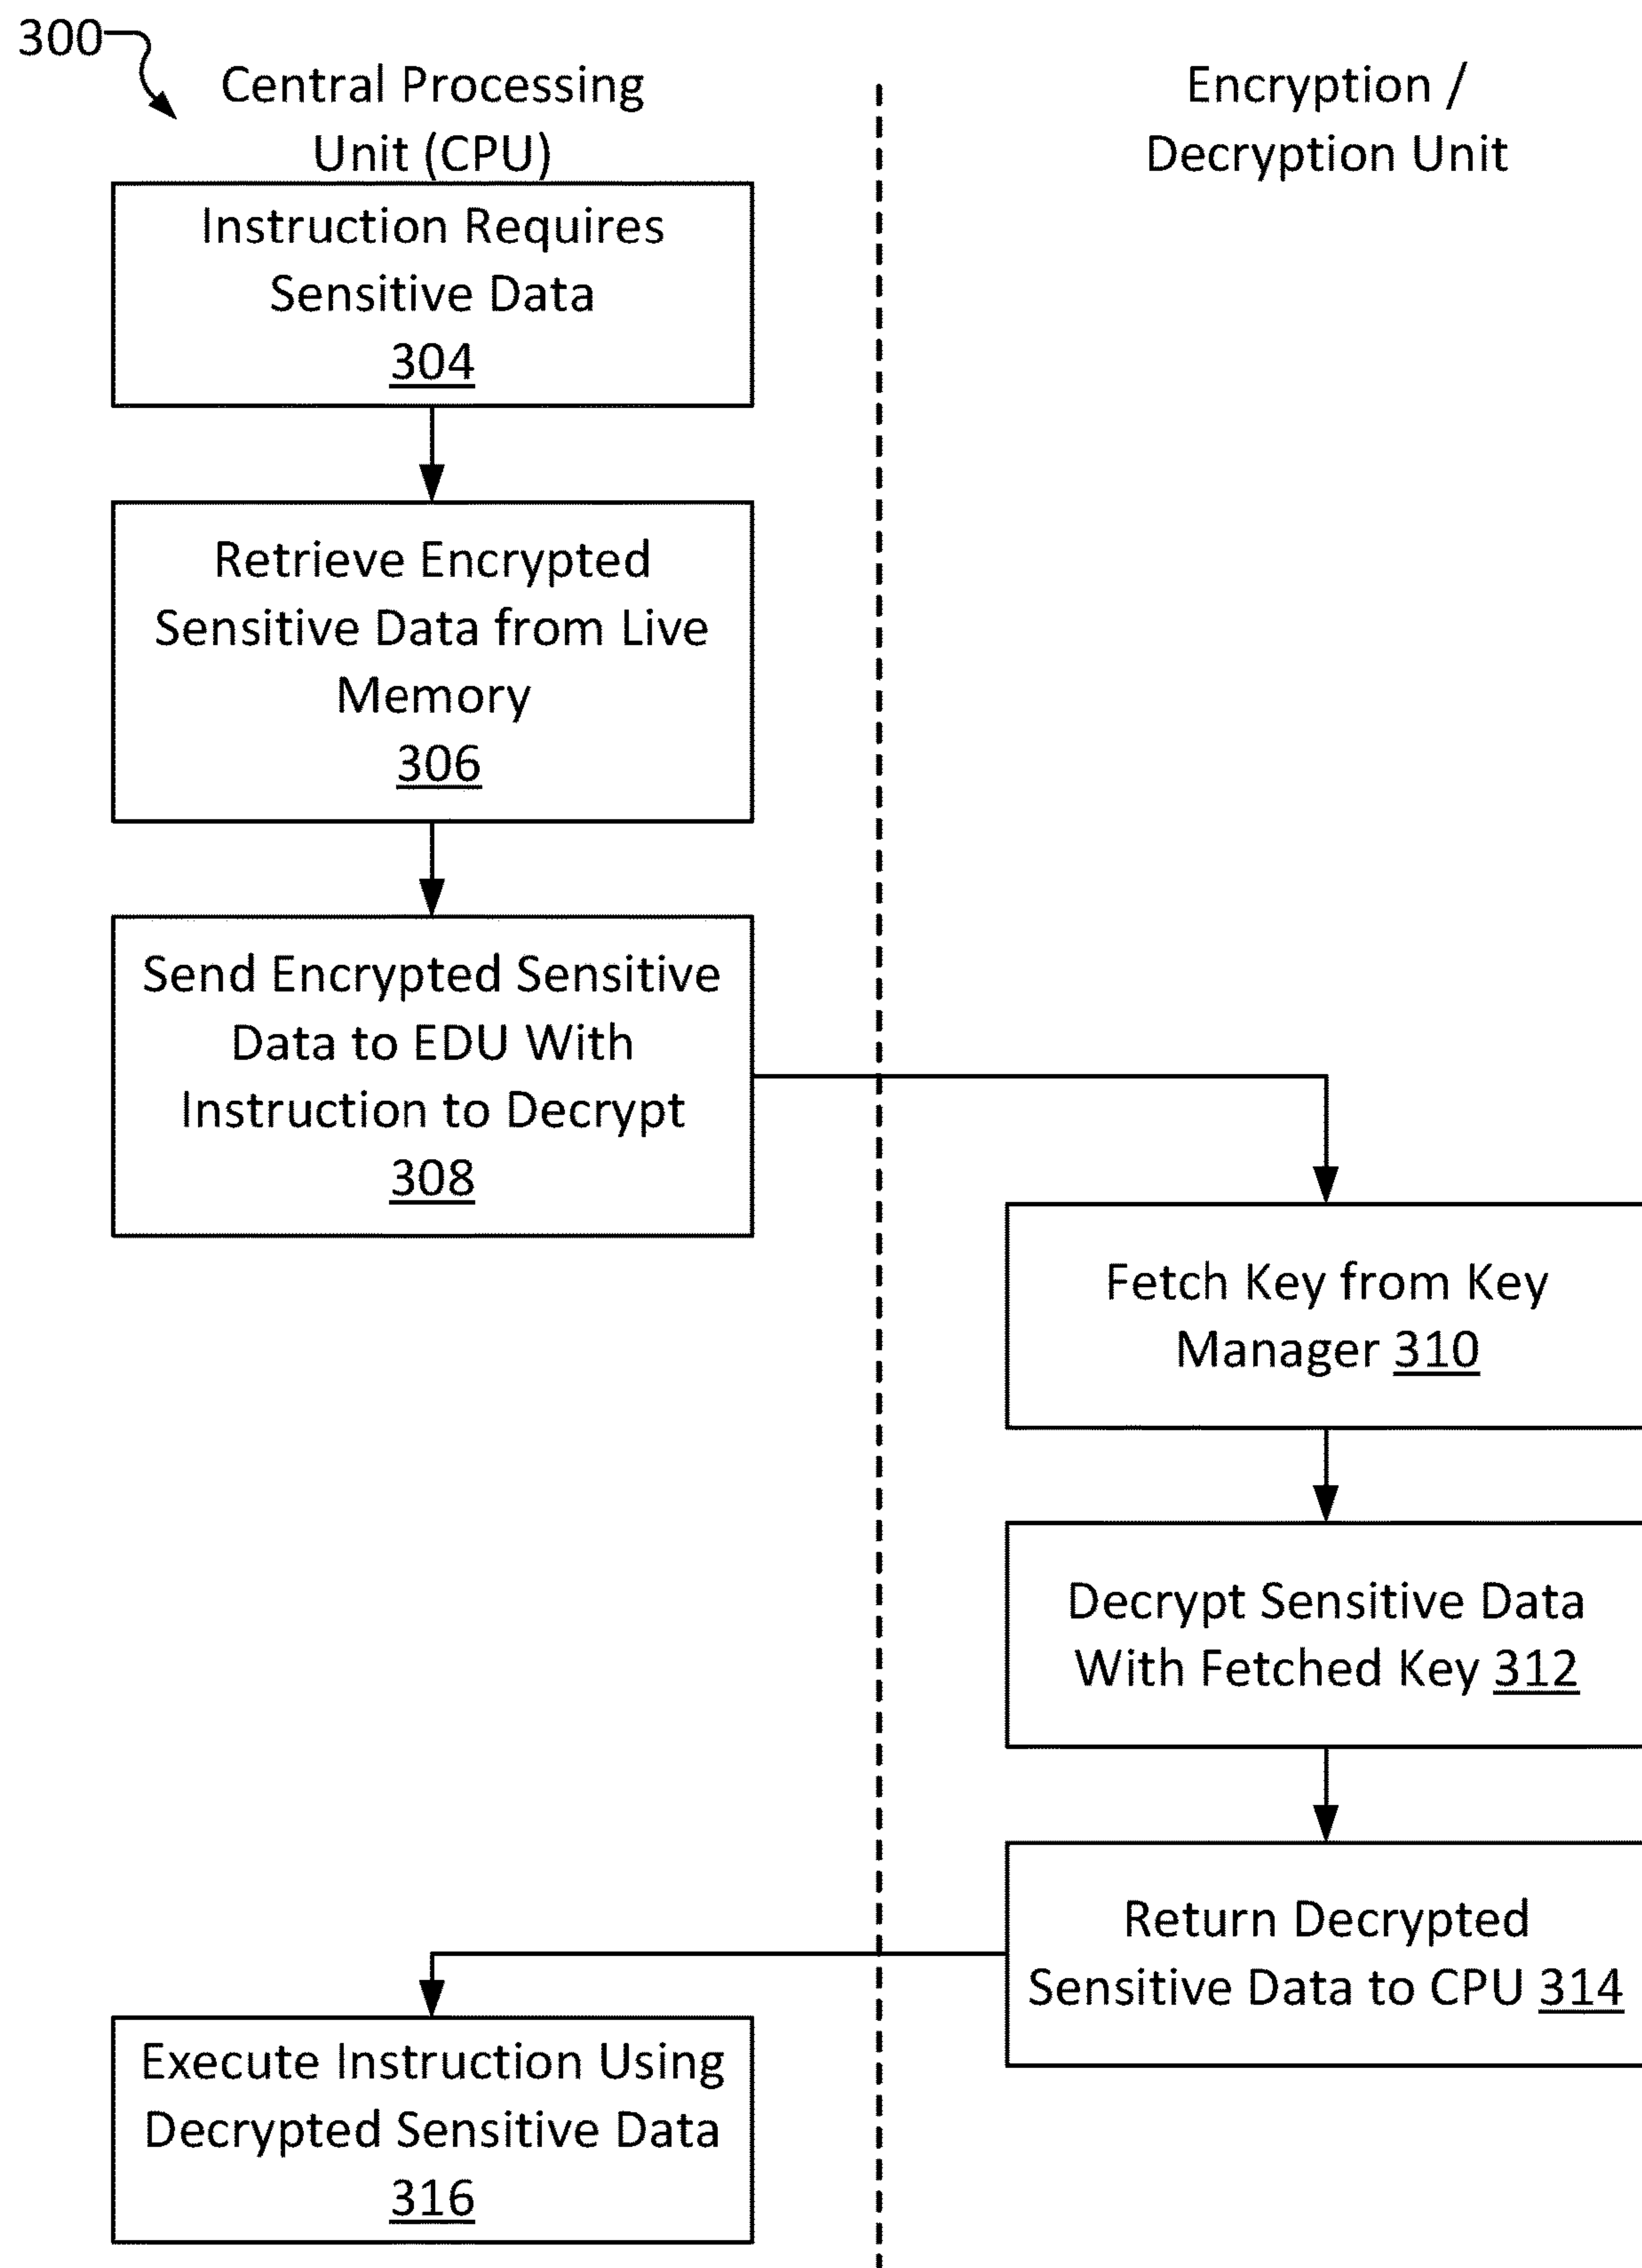 300
Central Processing
Unit (CPU)
Encryption /
Decryption Unit
Instruction Requires
Sensitive Data
304
Retrieve Encrypted
Sensitive Data from Live
Memory
306
Send Encrypted Sensitive
Data to EDU With
Instruction to Decrypt
308
Fetch Key from Key
Manager 310
Decrypt Sensitive Data
With Fetched Key 312
Return Decrypted
Sensitive Data to CPU 314
Execute Instruction Using
Decrypted Sensitive Data
316